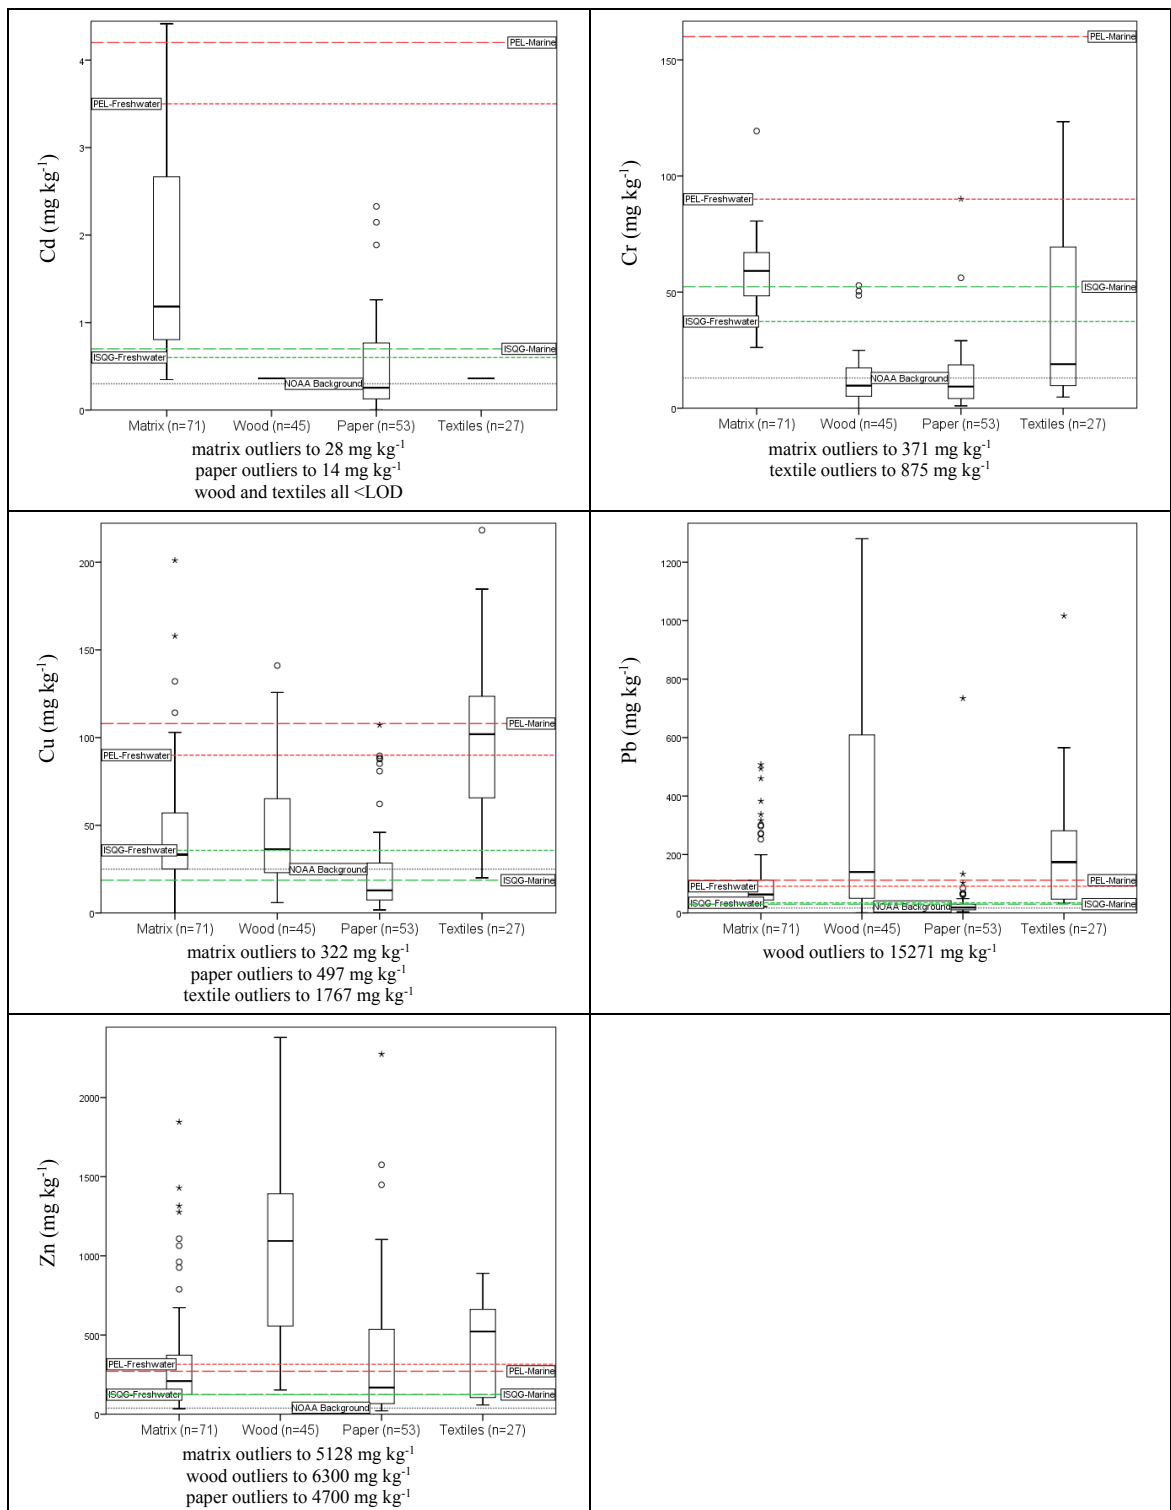 Cd (mg kg-1)
4
3
2
1
0
PEL-Marine
PEL-Freshwater
ISQG-Marine
ISQG-Freshwater
NOAA Background
Matrix (n=71) Wood (n=45) Paper (n=53) Textiles (n=27)
matrix outliers to 28 mg kg-1
paper outliers to 14 mg kg-1
wood and textiles all <LOD
Cr (mg kg-1)
150
100
50
0
PEL-Marine
PEL-Freshwater
ISQG-Marine
ISQG-Freshwater
NOAA Background
Matrix (n=71) Wood (n=45) Paper (n=53) Textiles (n=27)
matrix outliers to 371 mg kg-1
textile outliers to 875 mg kg-1
Cu (mg kg-1)
200
150
100
50
0
PEL-Marine
PEL-Freshwater
ISQG-Freshwater
NOAA Background
ISQG-Marine
Matrix (n=71) Wood (n=45) Paper (n=53) Textiles (n=27)
matrix outliers to 322 mg kg-1
paper outliers to 497 mg kg-1
textile outliers to 1767 mg kg-1
Pb (mg kg-1)
1200
1000
800
600
400
200
0
PEL-Marine
PEL-Freshwater
ISQG-Freshwater
ISQG-Marine
NOAA Background
Matrix (n=71) Wood (n=45) Paper (n=53) Textiles (n=27)
wood outliers to 15271 mg kg-1
Zn (mg kg-1)
2000
1500
1000
500
0
PEL-Freshwater
PEL-Marine
ISQG-Freshwater
ISQG-Marine
NOAA Background
Matrix (n=71) Wood (n=45) Paper (n=53) Textiles (n=27)
matrix outliers to 5128 mg kg-1
wood outliers to 6300 mg kg-1
paper outliers to 4700 mg kg-1